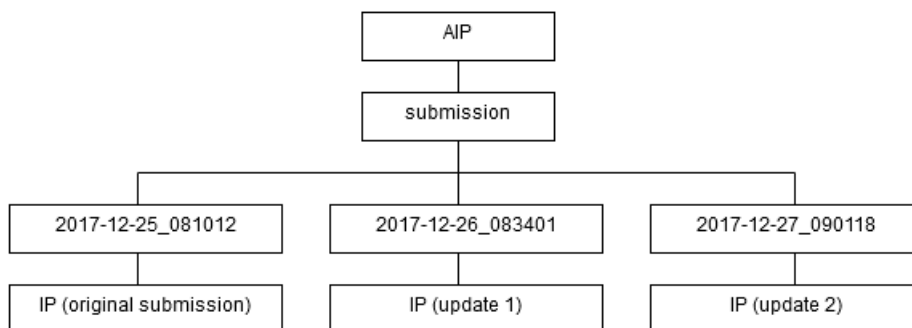 AIP
submission
2017-12-25_081012
2017-12-26_083401
2017-12-27_090118
IP (original submission)
IP (update 1)
IP (update 2)